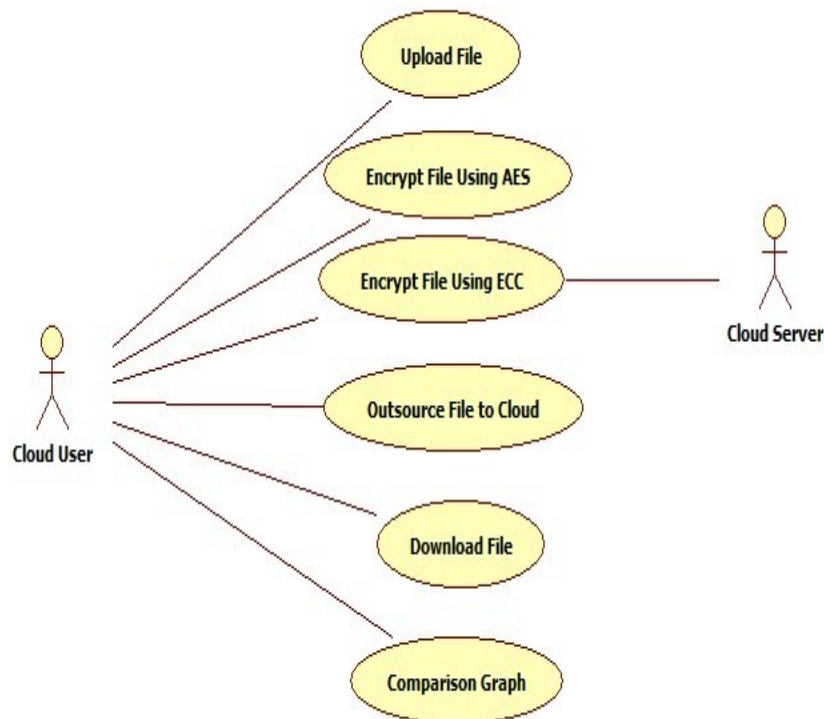 Upload File
Encrypt File Using AES
Encrypt File Using ECC
Cloud Server
Outsource File to Cloud
Cloud User
Download File
Comparison Graph